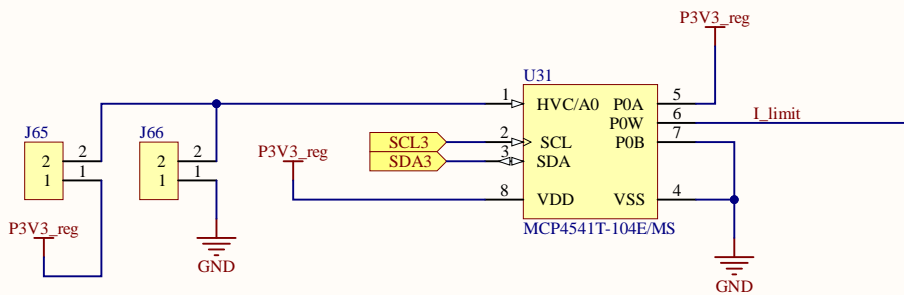 P3V3_reg
U31
1 HVC/A0 P0A 5
P0W 6 I_limit
SCL3 2 SCL P0B 7
SDA3 3 SDA
P3V3_reg
8 VDD VSS 4
MCP4541T-104E/MS
GND
J65
2 2
1 1
P3V3_reg
J66
2 2
1 1
GND